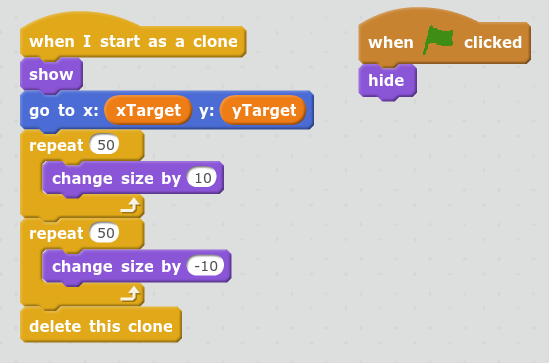 when I start as a clone
show
go to x: xTarget y: yTarget
repeat 50
change size by 10
repeat 50
change size by -10
delete this clone
when clicked
hide